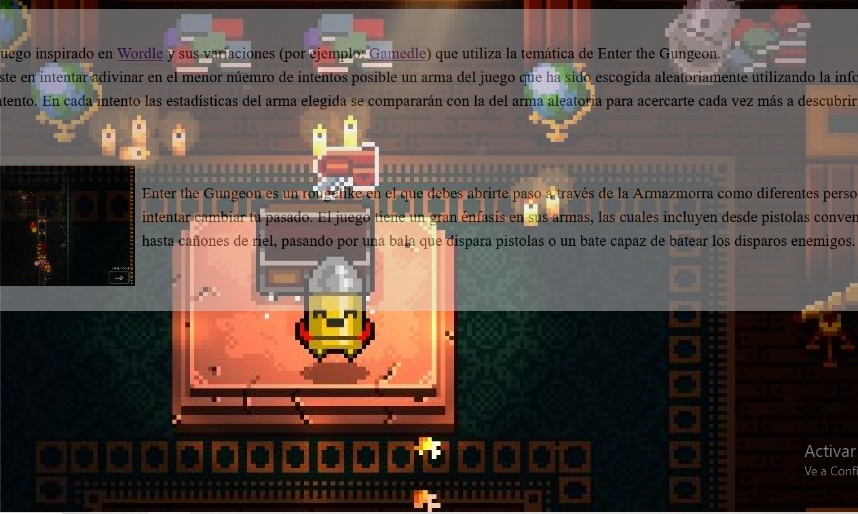 uego inspirado en Wordle y sus variaciones (por ejemplo: Gamedle) que utiliza la temática de Enter the Gungeon.
ste en intentar adivinar en el menor múemro de intentos posible un arma del juego que ha sido escogida aleatoriamente utilizando la info
ntento. En cada intento las estadísticas del arma elegida se compararán con la del arma aleatoria para acercarte cada vez más a descubrir
Enter the Gungeon es un rougelike en el que debes abrirte paso a través de la Armazmorra como diferentes perso
intentar cambiar tu pasado. El juego tiene un gran énfasis en sus armas, las cuales incluyen desde pistolas conven
hasta cañones de riel, pasando por una bala que dispara pistolas o un bate capaz de batear los disparos enemigos.
Activar
Ve a Confi